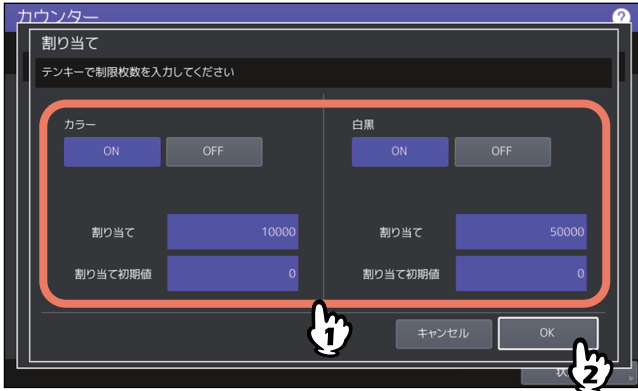 カウンター
?
割り当て
テンキーで制限枚数を入力してください
カラー
ON OFF
白黒
ON OFF
割り当て 10000
割り当て初期値 0
割り当て 50000
割り当て初期値 0
1
キャンセル OK
2